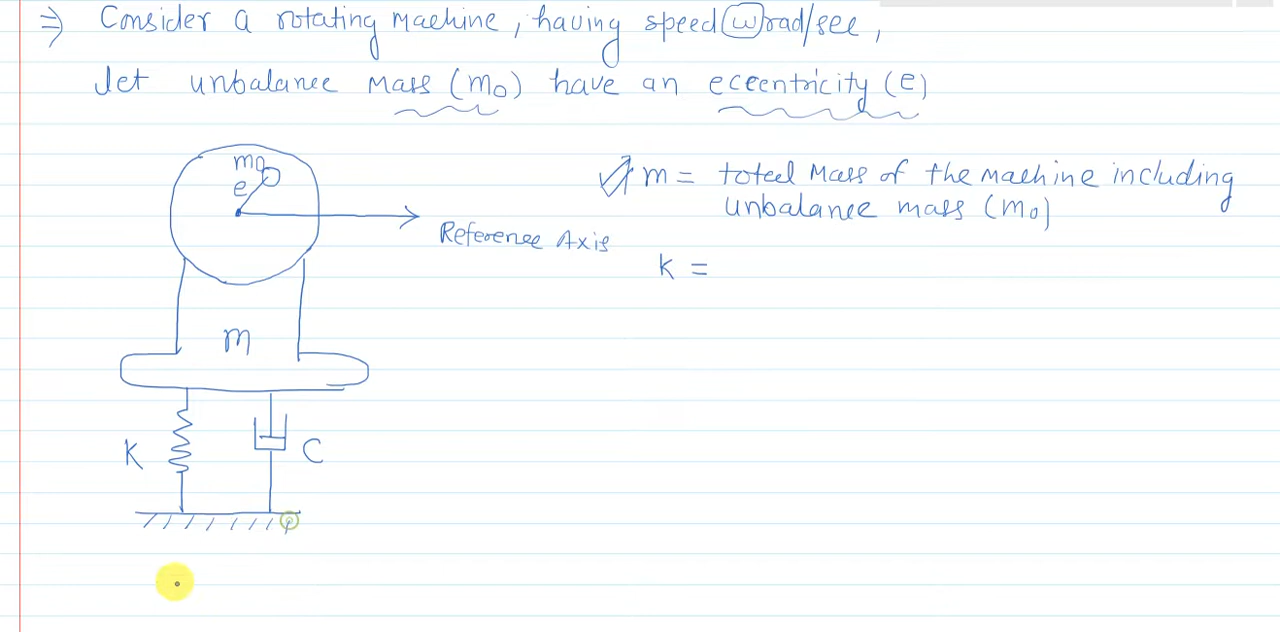 ⇒ Consider a rotating machine, having speed ω rad/sec,
Let unbalance mass (m0) have an eccentricity (e)
m0
e
m = total mass of the machine including
unbalance mass (m0)
Reference Axis
K =
m
K
C